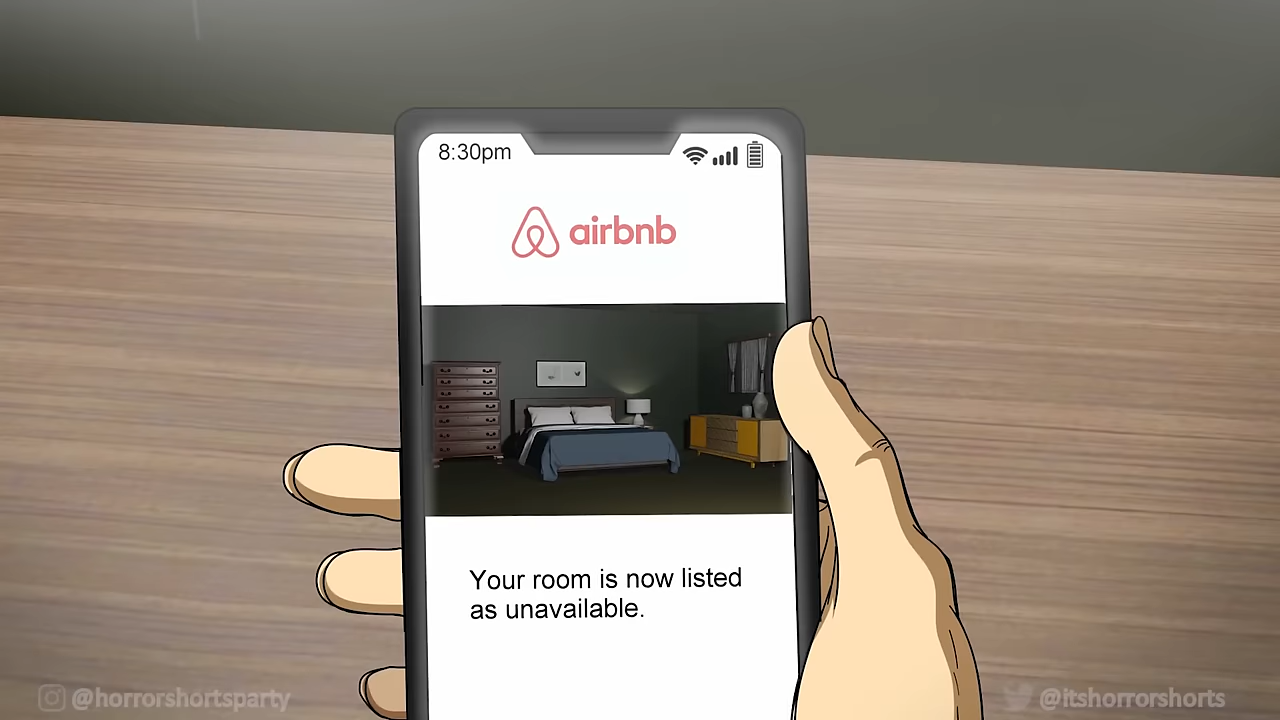 8:30pm
airbnb
Your room is now listed
as unavailable.
@horrorshortsparty
@itshorrorshorts